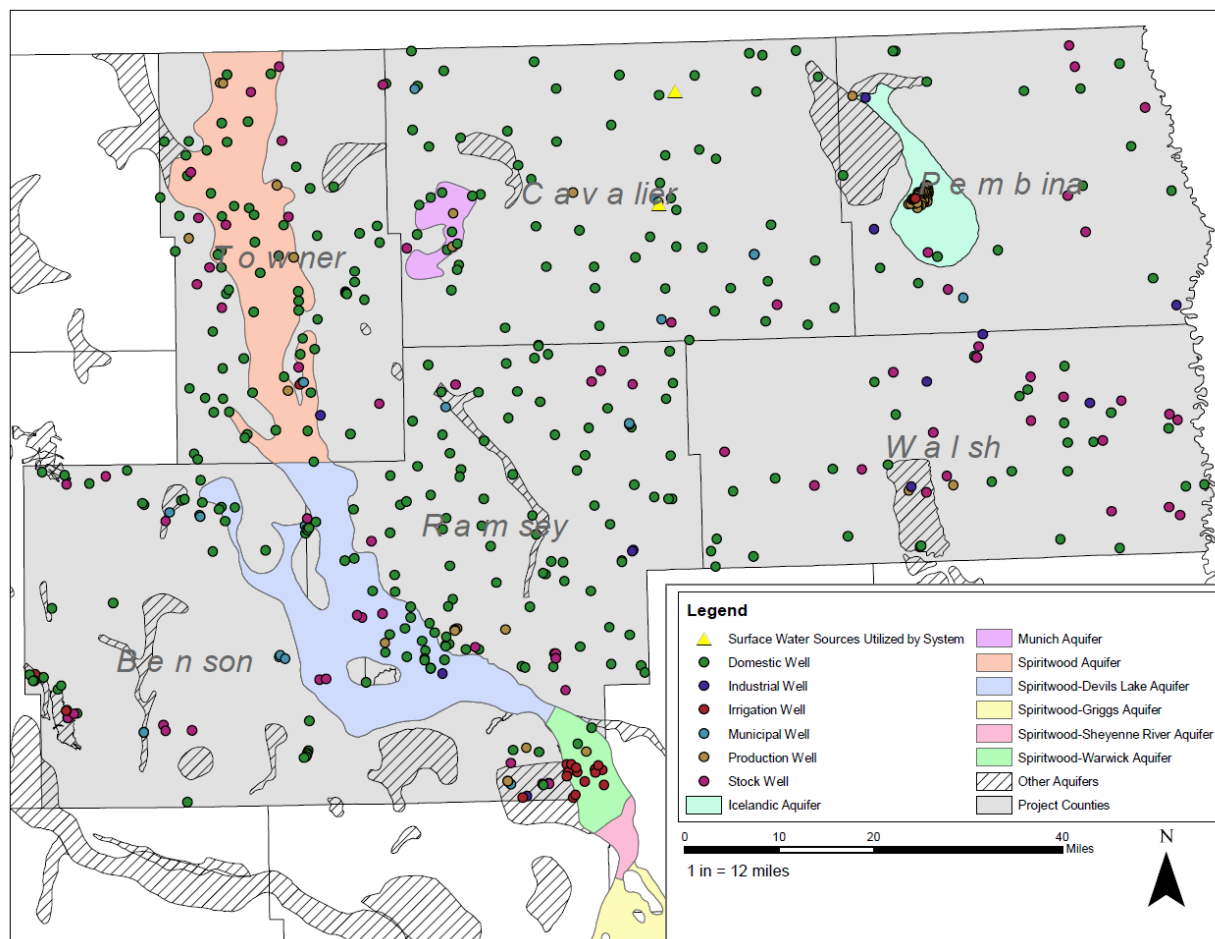 Cavalier
Pembina
Towner
Walsh
Ramsey
Benson
Legend
Surface Water Sources Utilized by System
Domestic Well
Industrial Well
Irrigation Well
Municipal Well
Production Well
Stock Well
Icelandic Aquifer
Munich Aquifer
Spiritwood Aquifer
Spiritwood-Devils Lake Aquifer
Spiritwood-Griggs Aquifer
Spiritwood-Sheyenne River Aquifer
Spiritwood-Warwick Aquifer
Other Aquifers
Project Counties
0 10 20 40
Miles
1 in = 12 miles
N